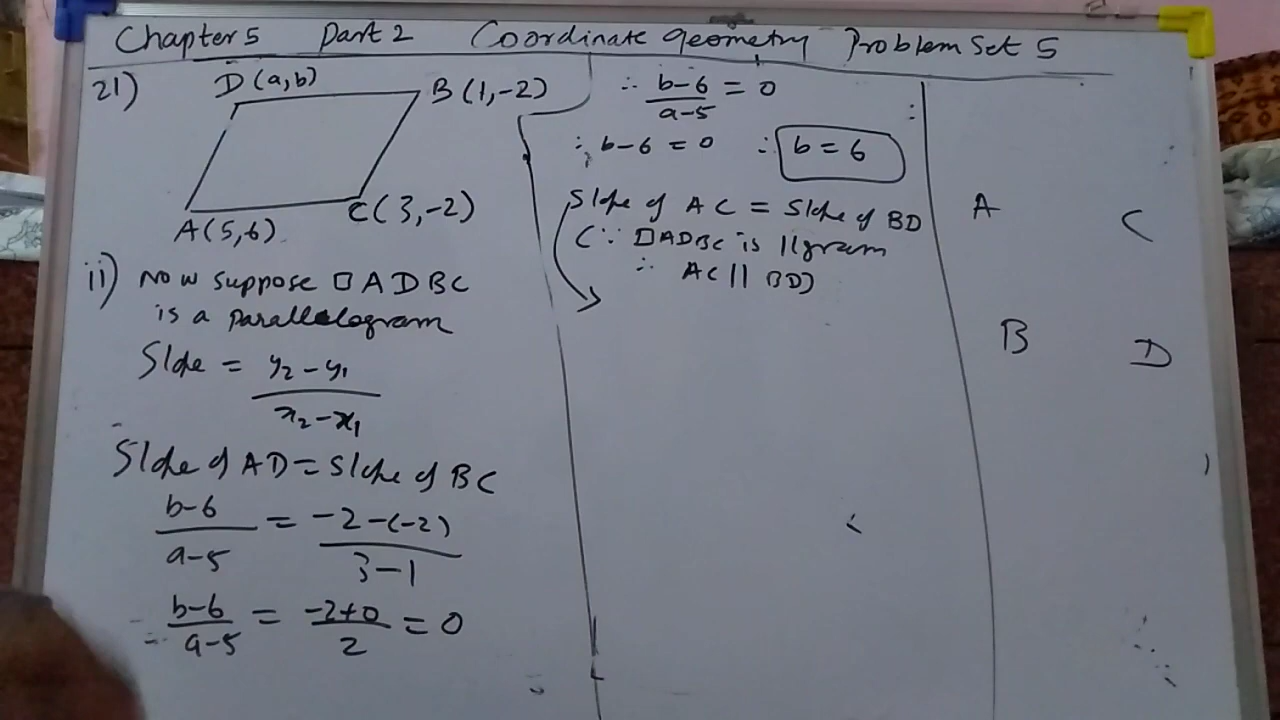 Chapter 5 Part 2 Coordinate geometry Problem Set 5
21)
D (a,b)
B (1,-2)
A (5,6)
C (3,-2)
ii) Now suppose □ ADBC
is a parallelogram
Slope = y₂ - y₁ / x₂ - x₁
Slope of AD = Slope of BC
b-6 / a-5 = -2-(-2) / 3-1
∴ b-6 / a-5 = -2+0 / 2 = 0
∴ b-6 / a-5 = 0
∴ b-6 = 0 ∴ b = 6
Slope of AC = Slope of BD
(∵ □ADBC is ||gram
∴ AC || BD)
A C
B D